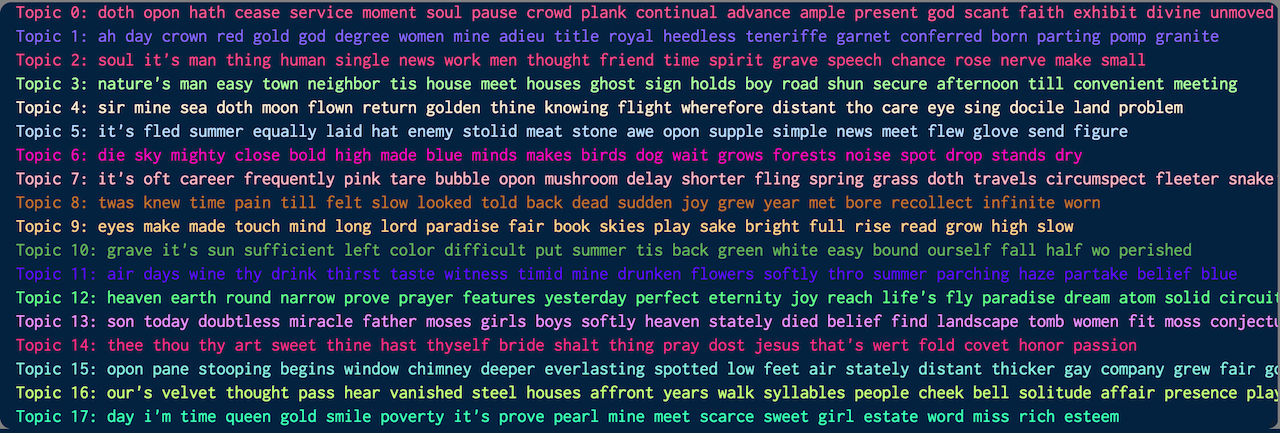 Topic 0: doth opon hath cease service moment soul pause crowd plank continual advance ample present god scant faith exhibit divine unmoved
Topic 1: ah day crown red gold god degree women mine adieu title royal heedless teneriffe garnet conferred born parting pomp granite
Topic 2: soul it's man thing human single news work men thought friend time spirit grave speech chance rose nerve make small
Topic 3: nature's man easy town neighbor tis house meet houses ghost sign holds boy road shun secure afternoon till convenient meeting
Topic 4: sir mine sea doth moon flown return golden thine knowing flight wherefore distant tho care eye sing docile land problem
Topic 5: it's fled summer equally laid hat enemy stolid meat stone awe opon supple simple news meet flew glove send figure
Topic 6: die sky mighty close bold high made blue minds makes birds dog wait grows forests noise spot drop stands dry
Topic 7: it's oft career frequently pink tare bubble opon mushroom delay shorter fling spring grass doth travels circumspect fleeter snake
Topic 8: twas knew time pain till felt slow looked told back dead sudden joy grew year met bore recollect infinite worn
Topic 9: eyes make made touch mind long lord paradise fair book skies play sake bright full rise read grow high slow
Topic 10: grave it's sun sufficient left color difficult put summer tis back green white easy bound ourself fall half wo perished
Topic 11: air days wine thy drink thirst taste witness timid mine drunken flowers softly thro summer parching haze partake belief blue
Topic 12: heaven earth round narrow prove prayer features yesterday perfect eternity joy reach life's fly paradise dream atom solid circui
Topic 13: son today doubtless miracle father moses girls boys softly heaven stately died belief find landscape tomb women fit moss conject
Topic 14: thee thou thy art sweet thine hast thyself bride shalt thing pray dost jesus that's wert fold covet honor passion
Topic 15: opon pane stooping begins window chimney deeper everlasting spotted low feet air stately distant thicker gay company grew fair
Topic 16: our's velvet thought pass hear vanished steel houses affront years walk syllables people cheek bell solitude affair presence play
Topic 17: day i'm time queen gold smile poverty it's prove pearl mine meet scarce sweet girl estate word miss rich esteem